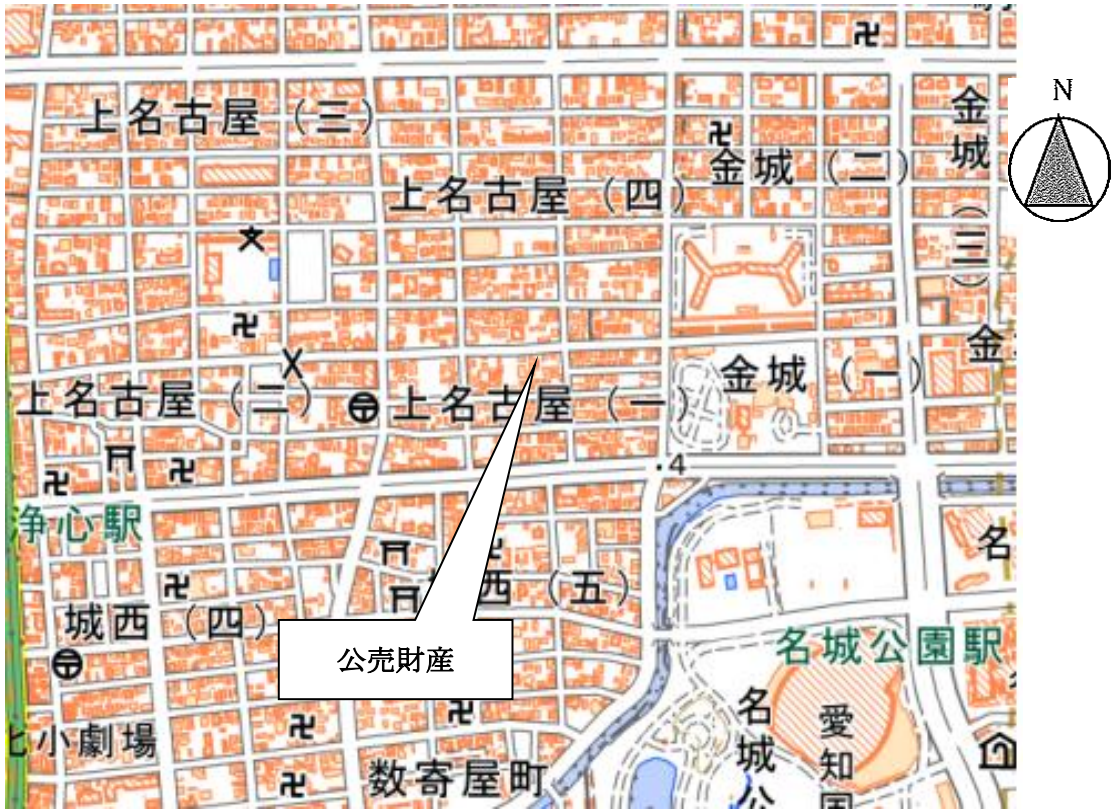 N
上名古屋（三）
金城（三）
金城（二）
上名古屋（四）
金
金城（一）
上名古屋（二）
上名古屋（一）
・4
浄心駅
名
西（五）
城西（四）
公売財産
名城公園駅
名城公
愛知国
小劇場
数寄屋町